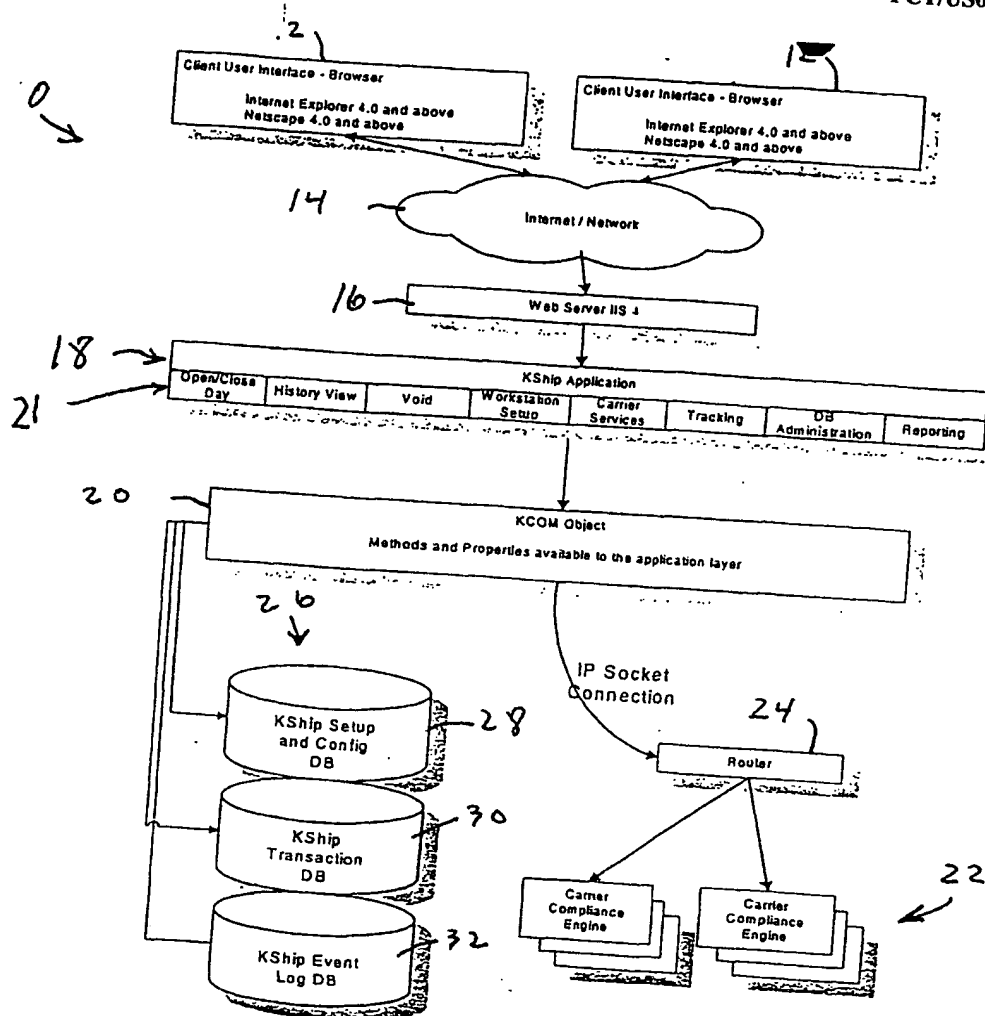 .2
12
Client User Interface - Browser
Internet Explorer 4.0 and above
Netscape 4.0 and above
Client User Interface - Browser
Internet Explorer 4.0 and above
Netscape 4.0 and above
0
14
Internet / Network
16
Web Server IIS 4
18
KShip Application
21
Open/Close
Day
History View
Void
Workstation
Setup
Carrier
Services
Tracking
DB
Administration
Reporting
20
KCOM Object
Methods and Properties available to the application layer
26
IP Socket
Connection
KShip Setup
and Config
DB
28
24
Router
KShip
Transaction
DB
30
Carrier
Compliance
Engine
Carrier
Compliance
Engine
22
KShip Event
Log DB
32